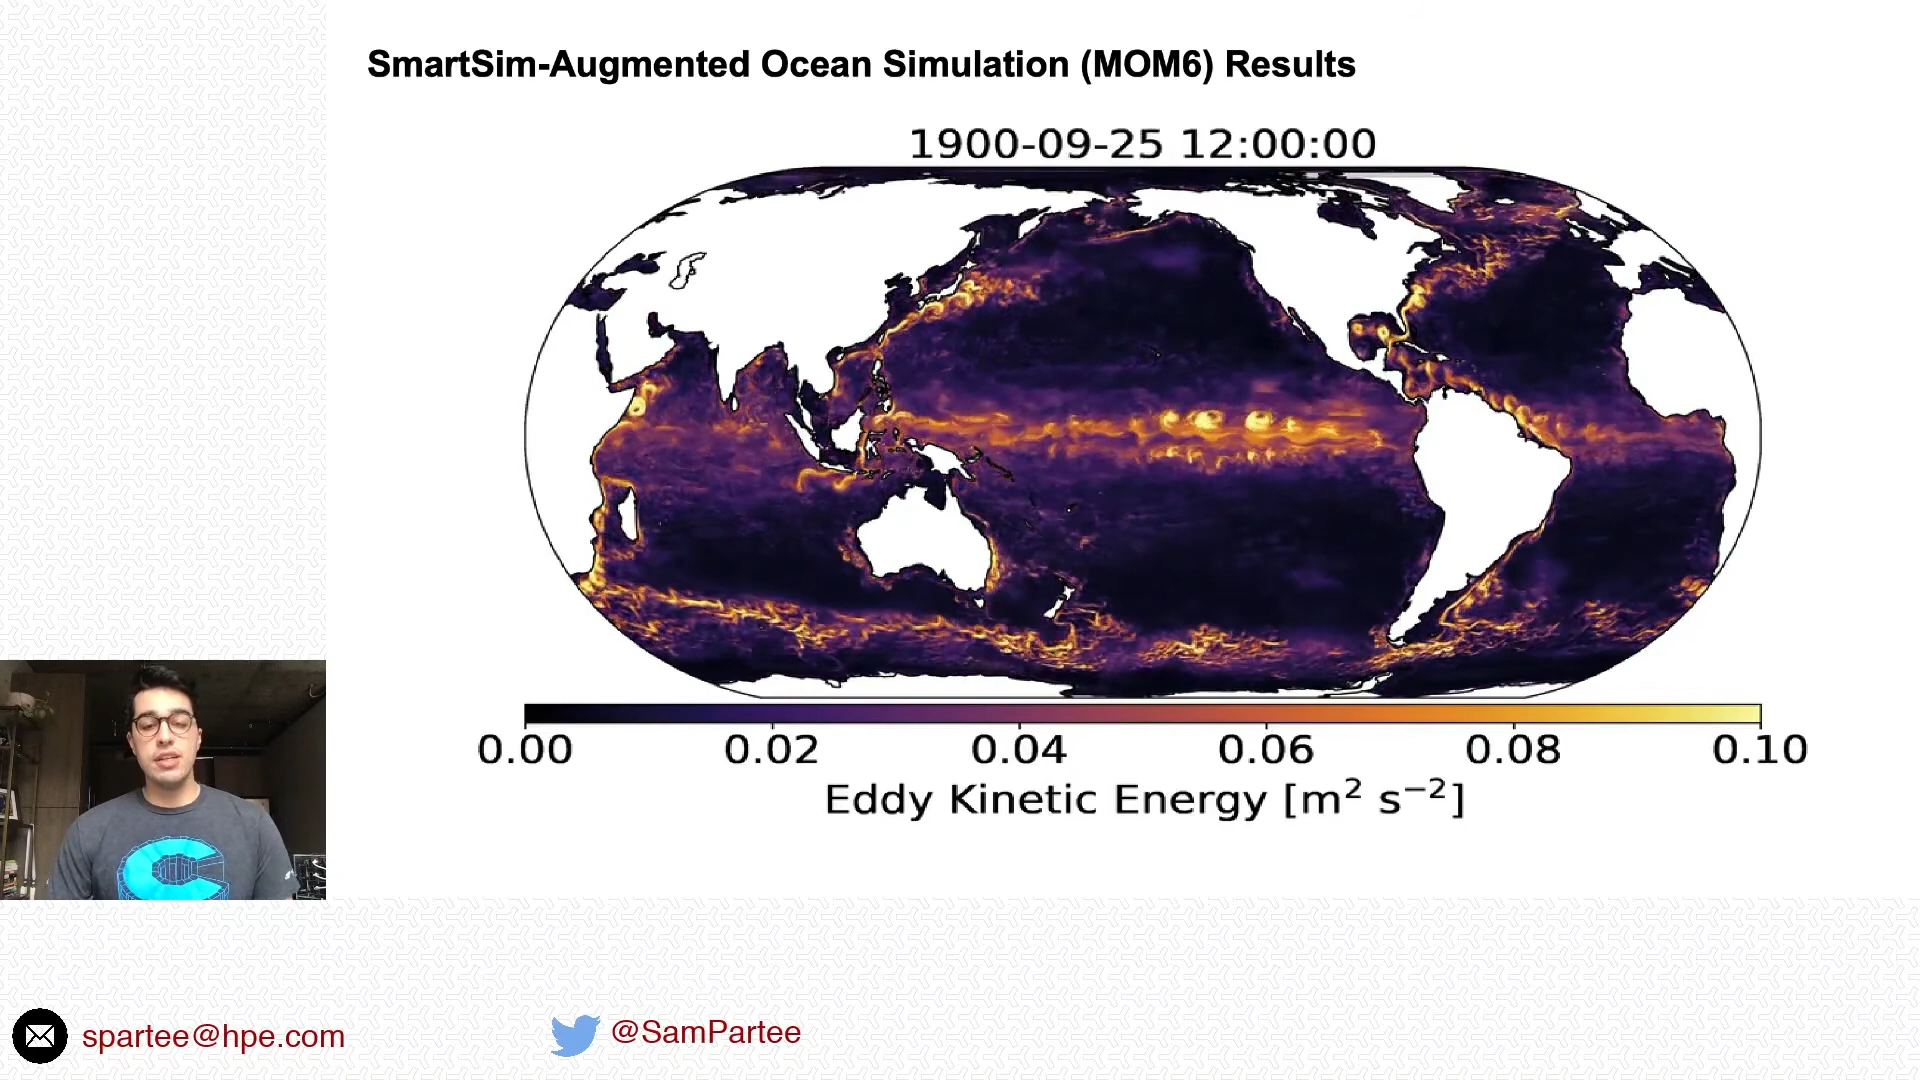 SmartSim-Augmented Ocean Simulation (MOM6) Results
1900-09-25 12:00:00
0.00 0.02 0.04 0.06 0.08 0.10
Eddy Kinetic Energy [m² s⁻²]
spartee@hpe.com @SamPartee